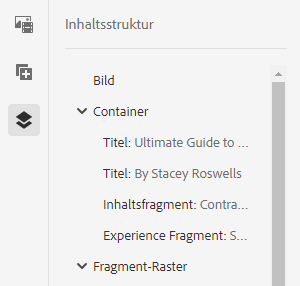 Inhaltsstruktur
Bild
Container
Titel: Ultimate Guide to ...
Titel: By Stacey Roswells
Inhaltsfragment: Contra...
Experience Fragment: S...
Fragment-Raster